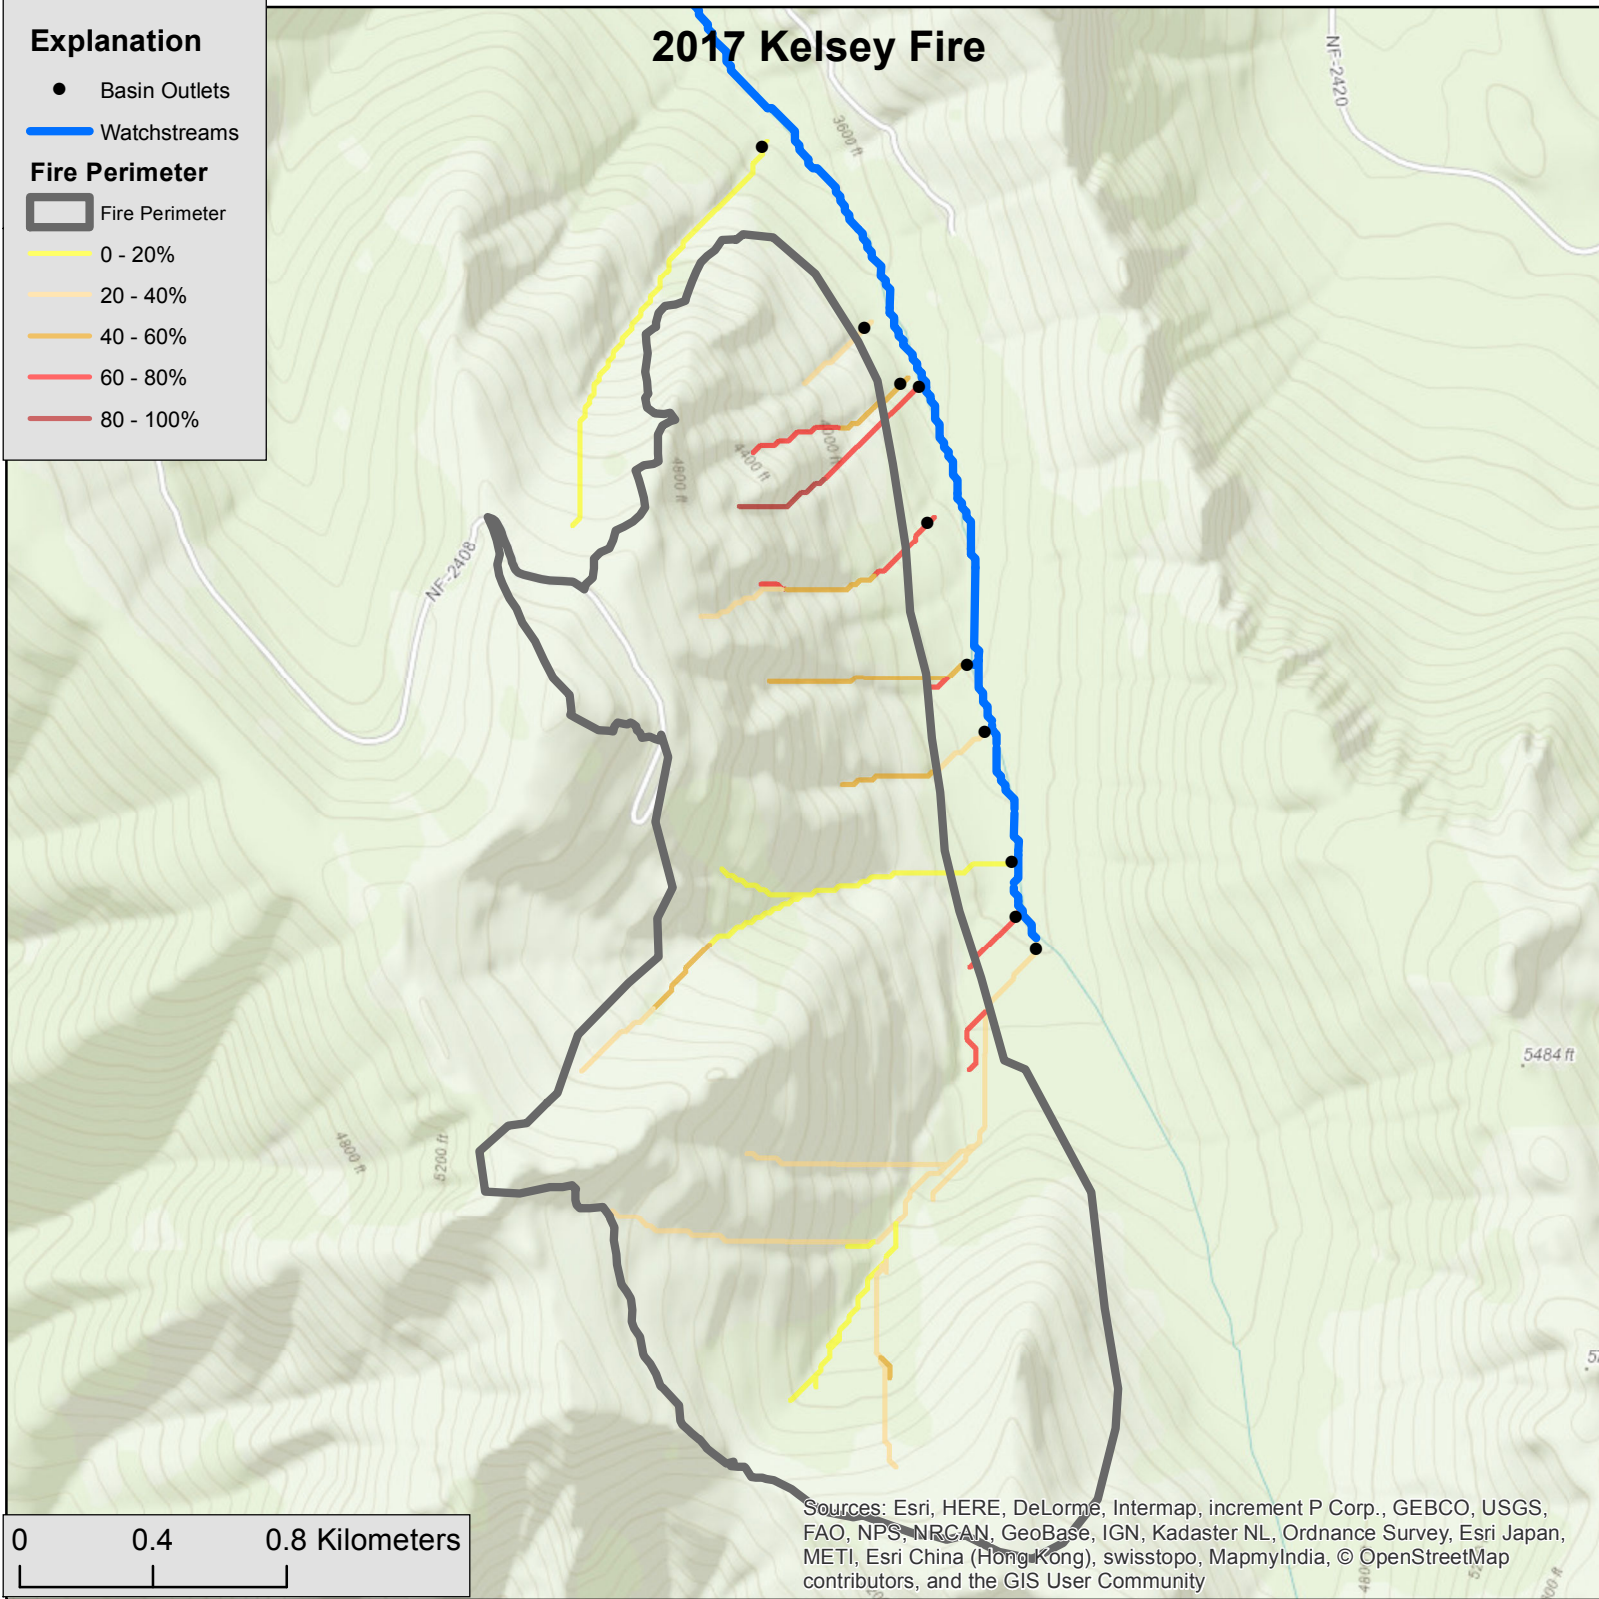 Explanation
Basin Outlets
Watchstreams
Fire Perimeter
Fire Perimeter
0 - 20%
20 - 40%
40 - 60%
60 - 80%
80 - 100%
2017 Kelsey Fire
NF-2420
3600 ft
4000 ft
4400 ft
4800 ft
NF-2408
5484 ft
4800 ft
5200 ft
0 0.4 0.8 Kilometers
Sources: Esri, HERE, DeLorme, Intermap, increment P Corp., GEBCO, USGS,
FAO, NPS, NRCAN, GeoBase, IGN, Kadaster NL, Ordnance Survey, Esri Japan,
METI, Esri China (Hong Kong), swisstopo, MapmyIndia, © OpenStreetMap
contributors, and the GIS User Community